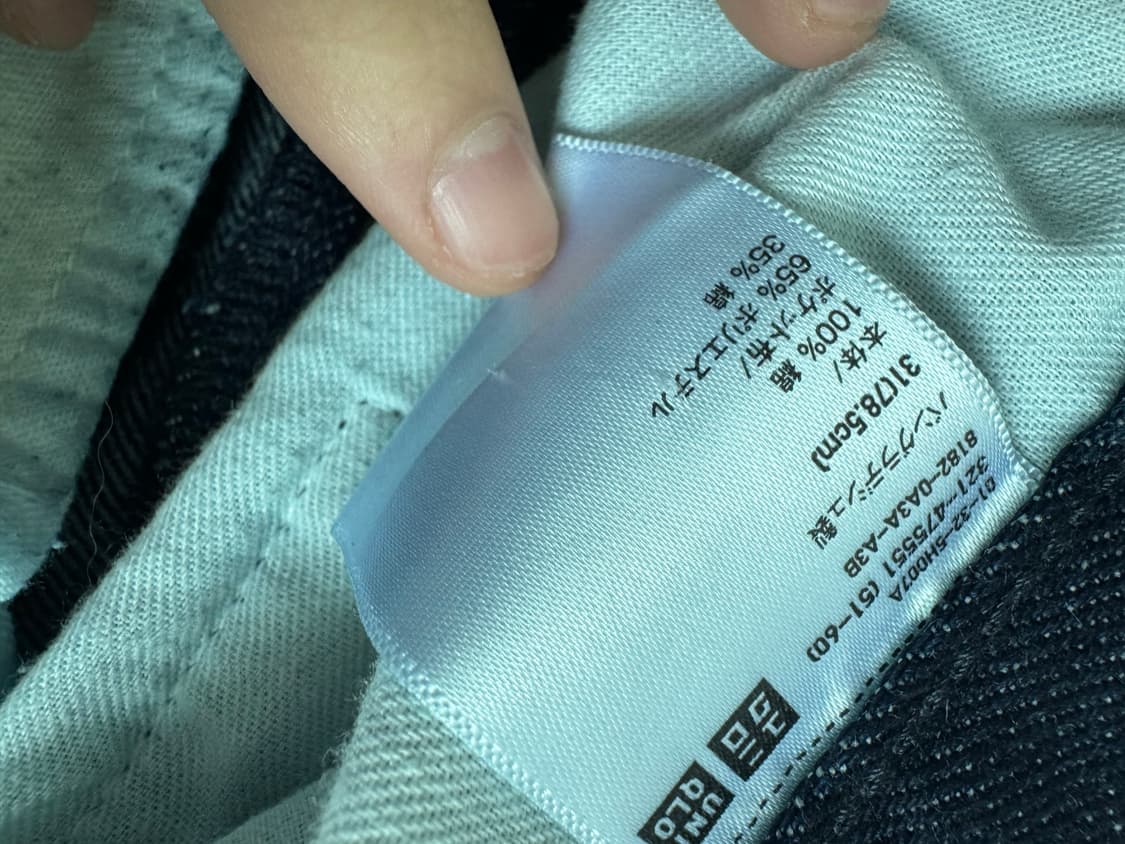 ユニ UNI
クロ QLO
01-32-5H007A
321-475551 (51-60)
8182-0A3A-A3B
バングラデシュ製
31(78.5cm)
本体/
100% 綿
ポケット布/
65% ポリエステル
35% 綿